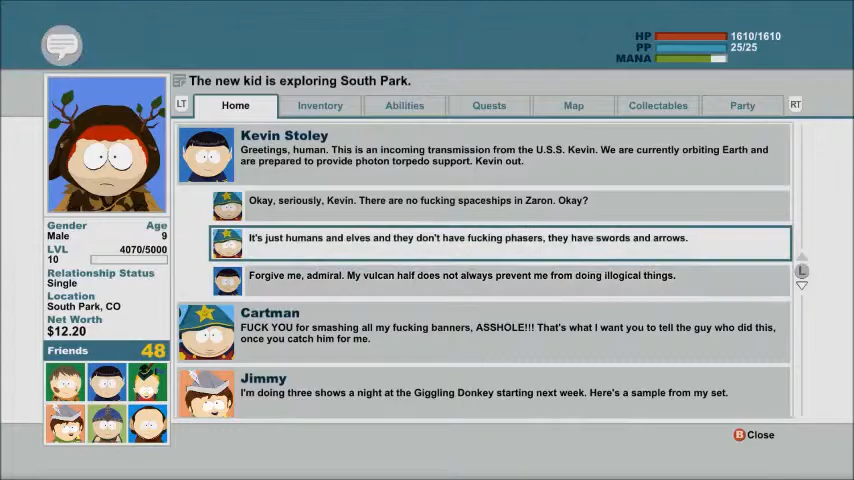 HP 1610/1610
PP 25/25
MANA
The new kid is exploring South Park.
LT Home Inventory Abilities Quests Map Collectables Party RT
Gender Age
Male 9
LVL 4070/5000
10
Relationship Status
Single
Location
South Park, CO
Net Worth
$12.20
Friends 48
Kevin Stoley
Greetings, human. This is an incoming transmission from the U.S.S. Kevin. We are currently orbiting Earth and
are prepared to provide photon torpedo support. Kevin out.
Okay, seriously, Kevin. There are no fucking spaceships in Zaron. Okay?
It's just humans and elves and they don't have fucking phasers, they have swords and arrows.
Forgive me, admiral. My vulcan half does not always prevent me from doing illogical things.
Cartman
FUCK YOU for smashing all my fucking banners, ASSHOLE!!! That's what I want you to tell the guy who did this,
once you catch him for me.
Jimmy
I'm doing three shows a night at the Giggling Donkey starting next week. Here's a sample from my set.
L
B Close